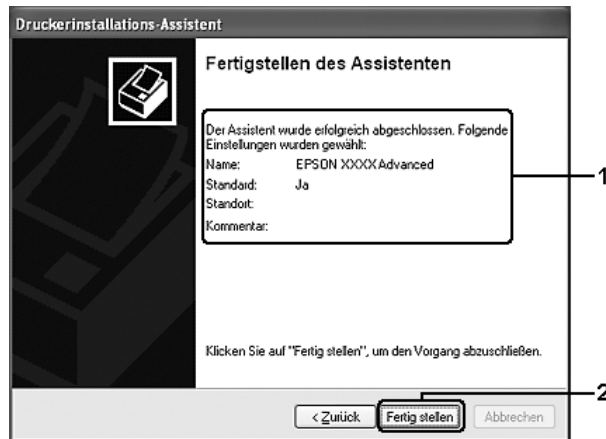 Druckerinstallations-Assistent
Fertigstellen des Assistenten
Der Assistent wurde erfolgreich abgeschlossen. Folgende
Einstellungen wurden gewählt:
Name: EPSON XXXX Advanced
Standard: Ja
Standort:
Kommentar:
1
Klicken Sie auf "Fertig stellen", um den Vorgang abzuschließen.
2
< Zurück Fertig stellen Abbrechen